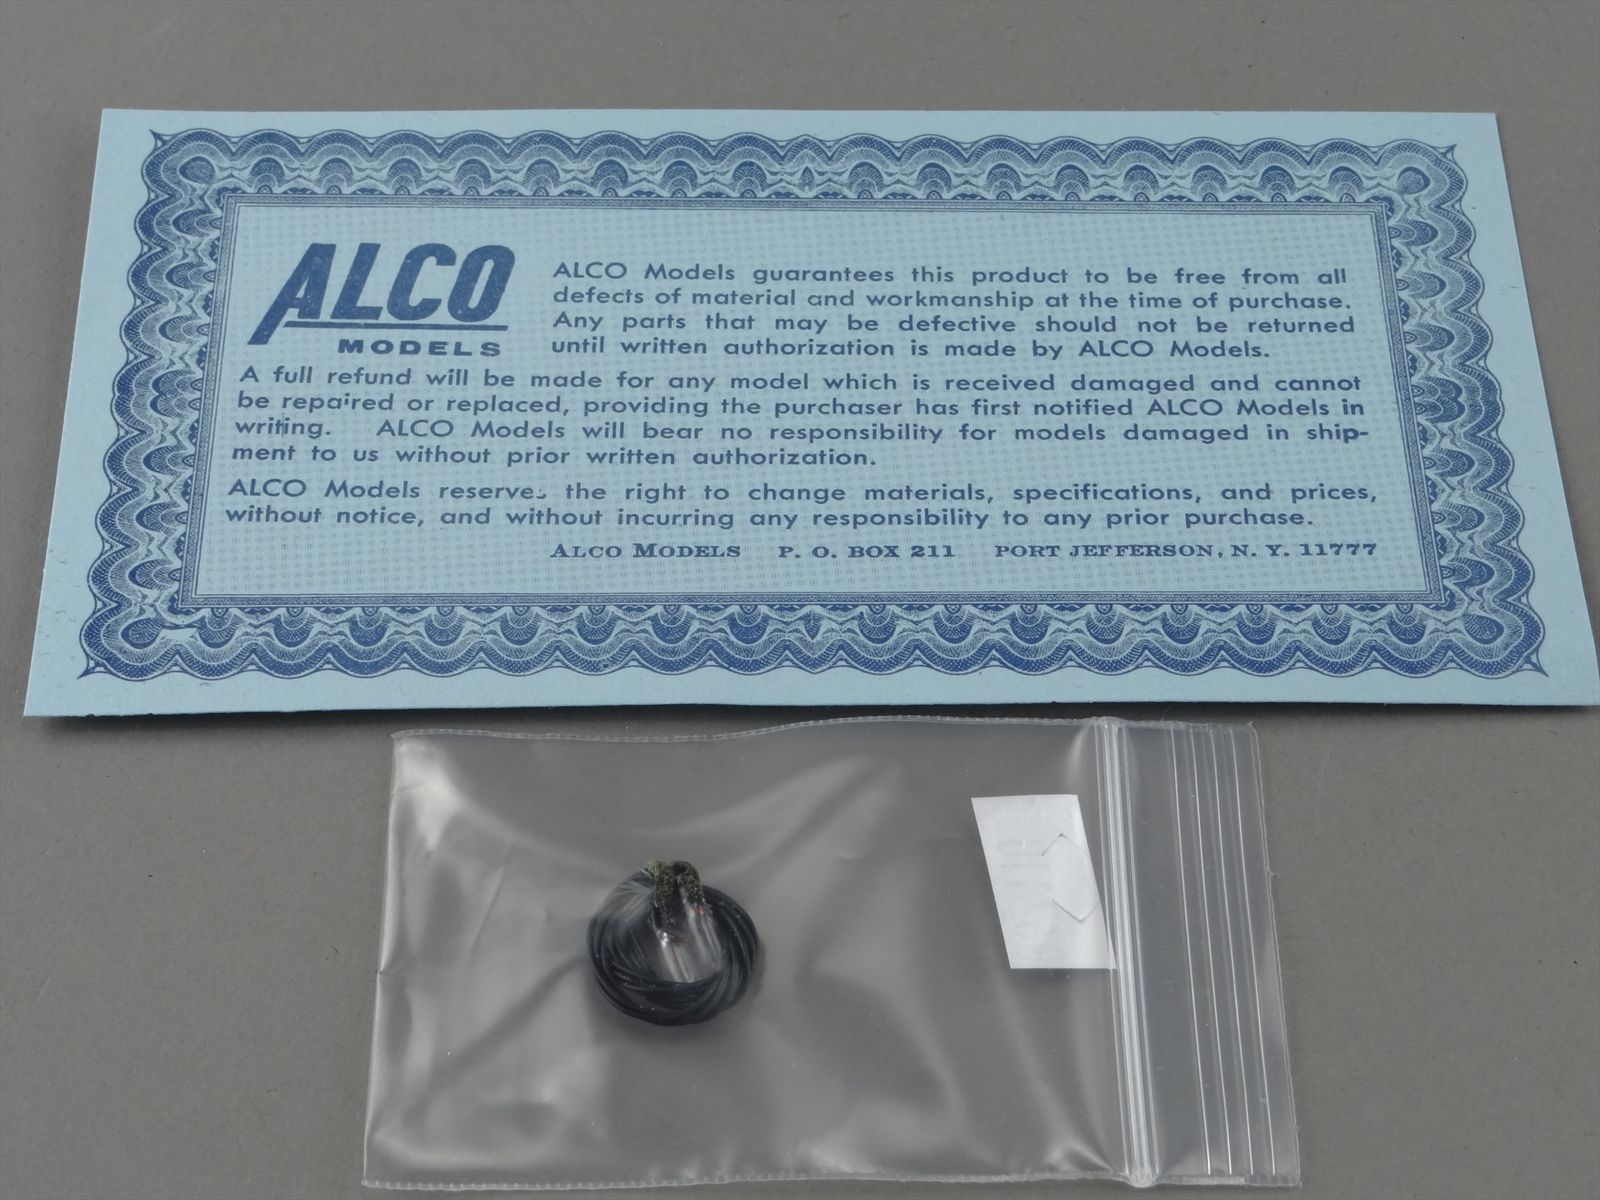 ALCO
MODELS
ALCO Models guarantees this product to be free from all
defects of material and workmanship at the time of purchase.
Any parts that may be defective should not be returned
until written authorization is made by ALCO Models.
A full refund will be made for any model which is received damaged and cannot
be repaired or replaced, providing the purchaser has first notified ALCO Models in
writing. ALCO Models will bear no responsibility for models damaged in ship-
ment to us without prior written authorization.
ALCO Models reserves the right to change materials, specifications, and prices,
without notice, and without incurring any responsibility to any prior purchase.
ALCO MODELS P. O. BOX 211 PORT JEFFERSON, N. Y. 11777